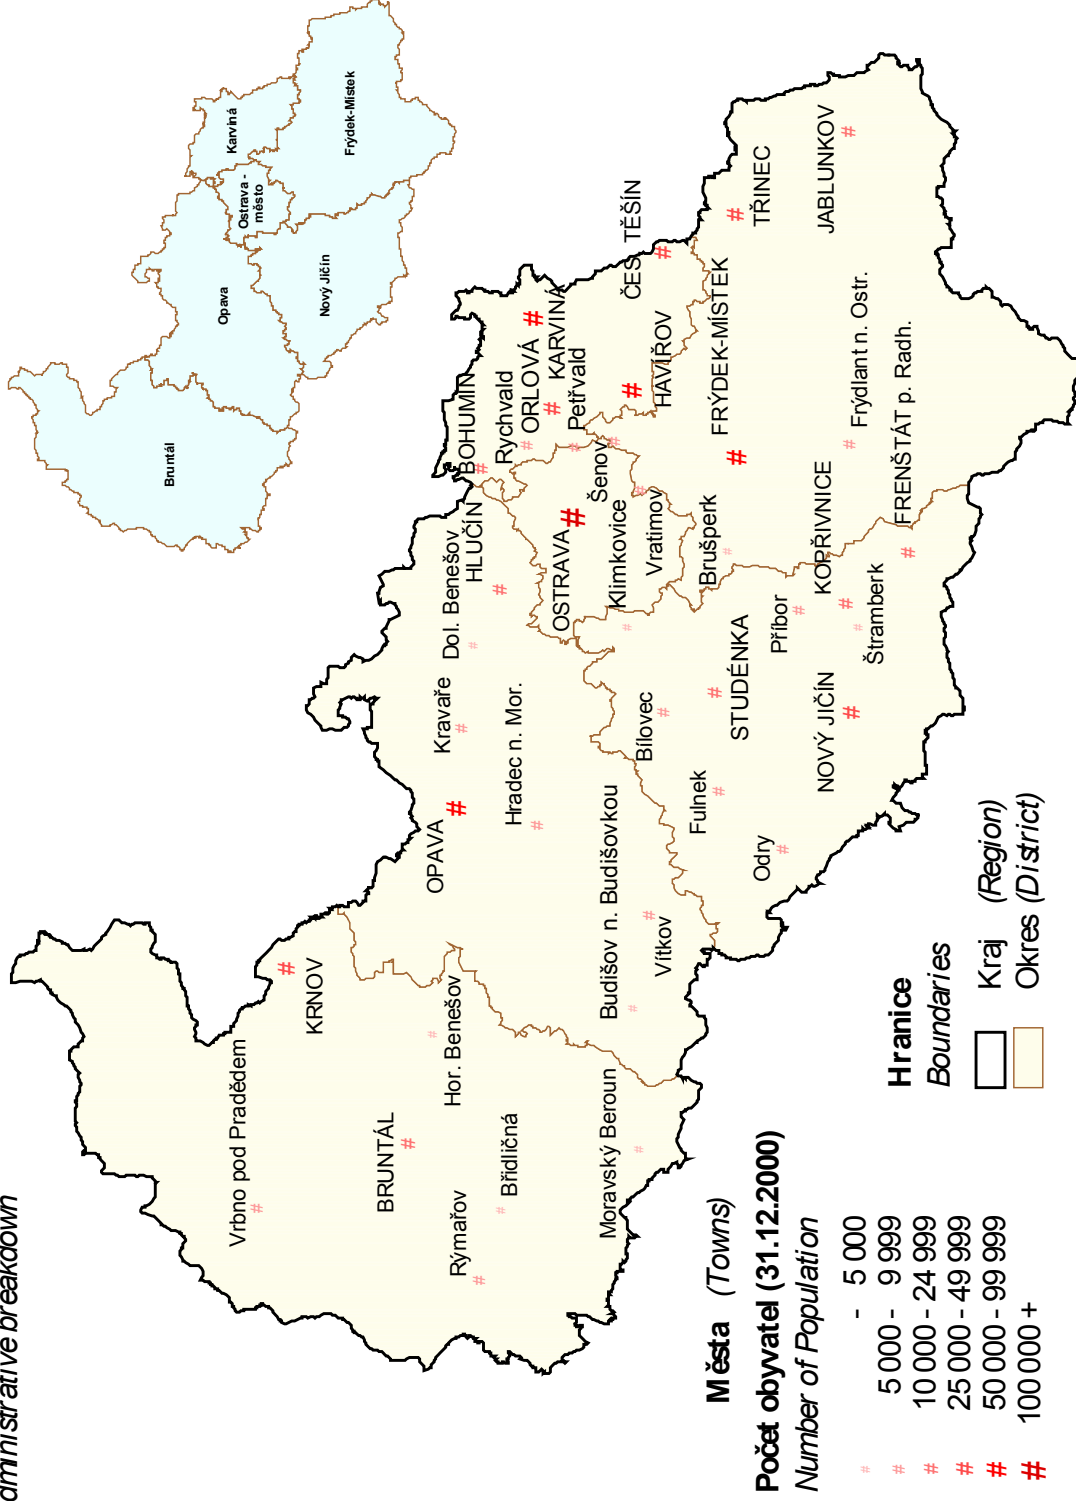 dministrative breakdown
Bruntál
Opava
Ostrava -
město
Karviná
Nový Jičín
Frýdek-Místek
Vrbno pod Pradědem
KRNOV
BRUNTÁL
Hor. Benešov
Rýmařov
Břidličná
Moravský Beroun
OPAVA
Kravaře
Dol. Benešov
HLUČÍN
Hradec n. Mor.
Budišov n. Budišovkou
Vítkov
BOHUMÍN
Rychvald
ORLOVÁ
KARVINÁ
Petřvald
HAVÍŘOV
ČES. TĚŠÍN
OSTRAVA
Šenov
Klimkovice
Vratimov
Brušperk
FRÝDEK-MÍSTEK
TŘINEC
JABLUNKOV
Frýdlant n. Ostr.
FRENŠTÁT p. Radh.
Bílovec
STUDÉNKA
Příbor
KOPŘIVNICE
Štramberk
Fulnek
NOVÝ JIČÍN
Odry
Města (Towns)
Počet obyvatel (31.12.2000)
Number of Population
# - 5 000
# 5 000 - 9 999
# 10 000 - 24 999
# 25 000 - 49 999
# 50 000 - 99 999
# 100 000 +
Hranice
Boundaries
Kraj (Region)
Okres (District)